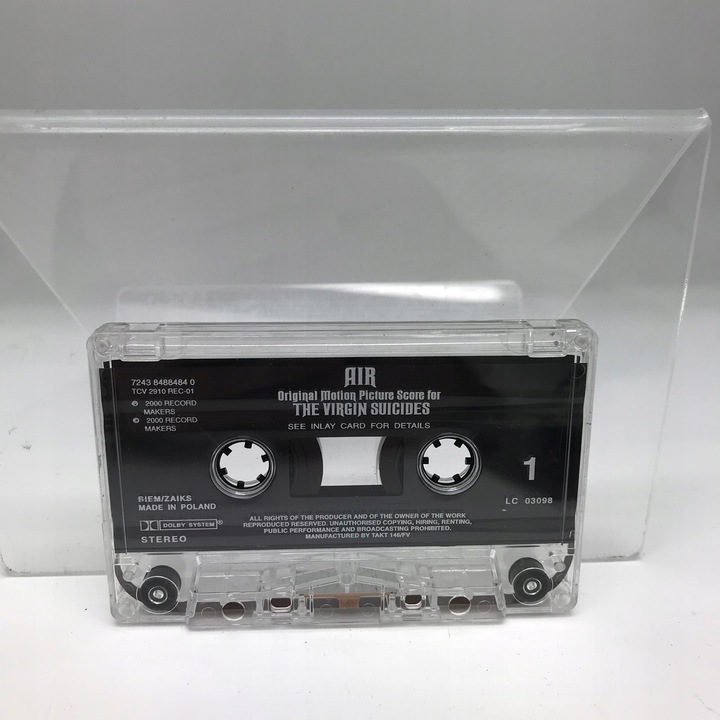 AIR
Original Motion Picture Score for
THE VIRGIN SUICIDES
SEE INLAY CARD FOR DETAILS
7243 8488484 0
TCV 2910 REC-01
℗ 2000 RECORD
MAKERS
© 2000 RECORD
MAKERS
1
BIEM/ZAIKS
MADE IN POLAND
LC 03098
DOLBY SYSTEM®
STEREO
ALL RIGHTS OF THE PRODUCER AND OF THE OWNER OF THE WORK
REPRODUCED RESERVED. UNAUTHORISED COPYING, HIRING, RENTING,
PUBLIC PERFORMANCE AND BROADCASTING PROHIBITED.
MANUFACTURED BY TAKT 146/FV